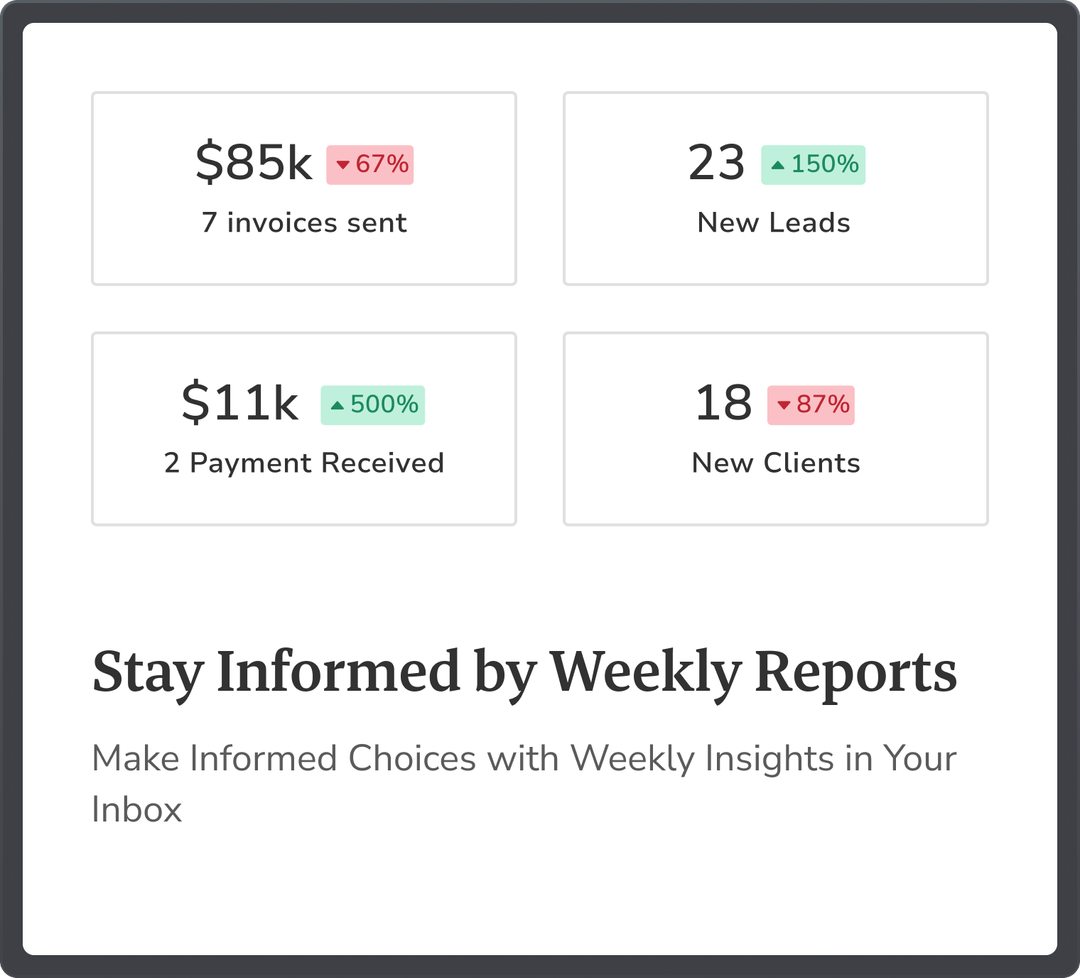 $85k ▼67%
7 invoices sent
23 ▲150%
New Leads
$11k ▲500%
2 Payment Received
18 ▼87%
New Clients
Stay Informed by Weekly Reports
Make Informed Choices with Weekly Insights in Your
Inbox